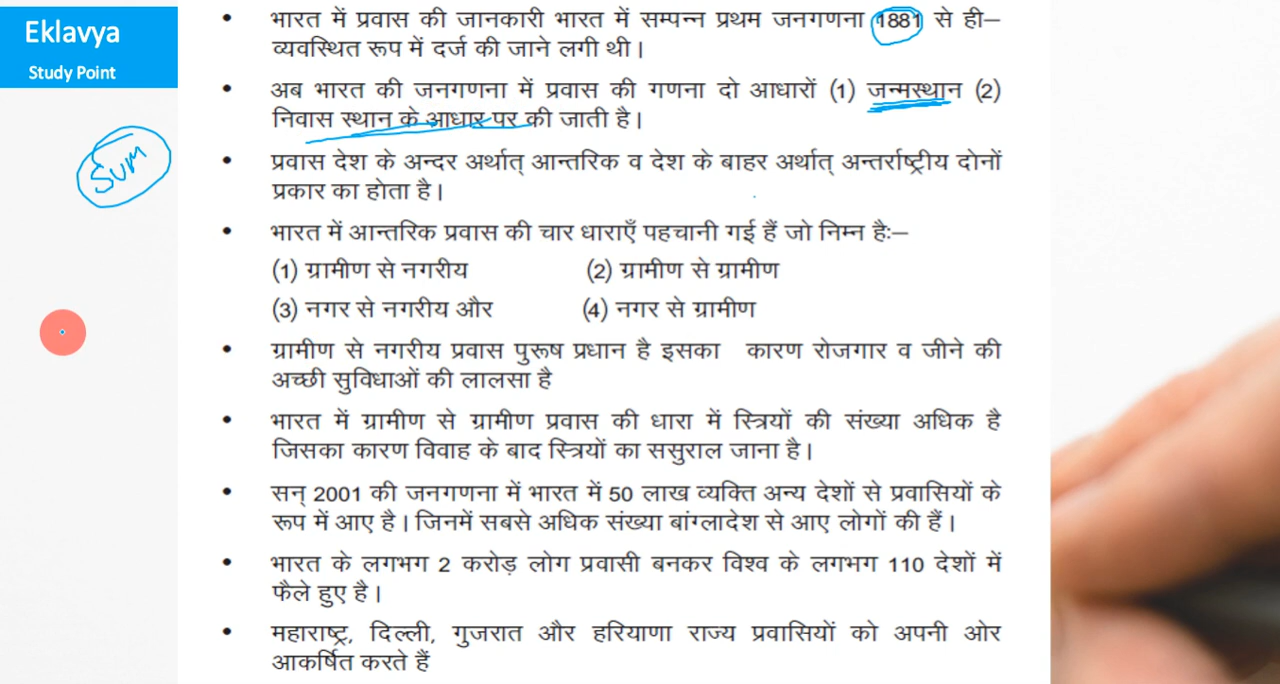 Eklavya
Study Point
Sum
• भारत में प्रवास की जानकारी भारत में सम्पन्न प्रथम जनगणना 1881 से ही–
व्यवस्थित रूप में दर्ज की जाने लगी थी।
• अब भारत की जनगणना में प्रवास की गणना दो आधारों (1) जन्मस्थान (2)
निवास स्थान के आधार पर की जाती है।
• प्रवास देश के अन्दर अर्थात् आन्तरिक व देश के बाहर अर्थात् अन्तर्राष्ट्रीय दोनों
प्रकार का होता है।
• भारत में आन्तरिक प्रवास की चार धाराएँ पहचानी गई हैं जो निम्न है:–
(1) ग्रामीण से नगरीय (2) ग्रामीण से ग्रामीण
(3) नगर से नगरीय और (4) नगर से ग्रामीण
• ग्रामीण से नगरीय प्रवास पुरूष प्रधान है इसका कारण रोजगार व जीने की
अच्छी सुविधाओं की लालसा है
• भारत में ग्रामीण से ग्रामीण प्रवास की धारा में स्त्रियों की संख्या अधिक है
जिसका कारण विवाह के बाद स्त्रियों का ससुराल जाना है।
• सन् 2001 की जनगणना में भारत में 50 लाख व्यक्ति अन्य देशों से प्रवासियों के
रूप में आए है। जिनमें सबसे अधिक संख्या बांग्लादेश से आए लोगों की हैं।
• भारत के लगभग 2 करोड़ लोग प्रवासी बनकर विश्व के लगभग 110 देशों में
फैले हुए है।
• महाराष्ट्र, दिल्ली, गुजरात और हरियाणा राज्य प्रवासियों को अपनी ओर
आकर्षित करते हैं